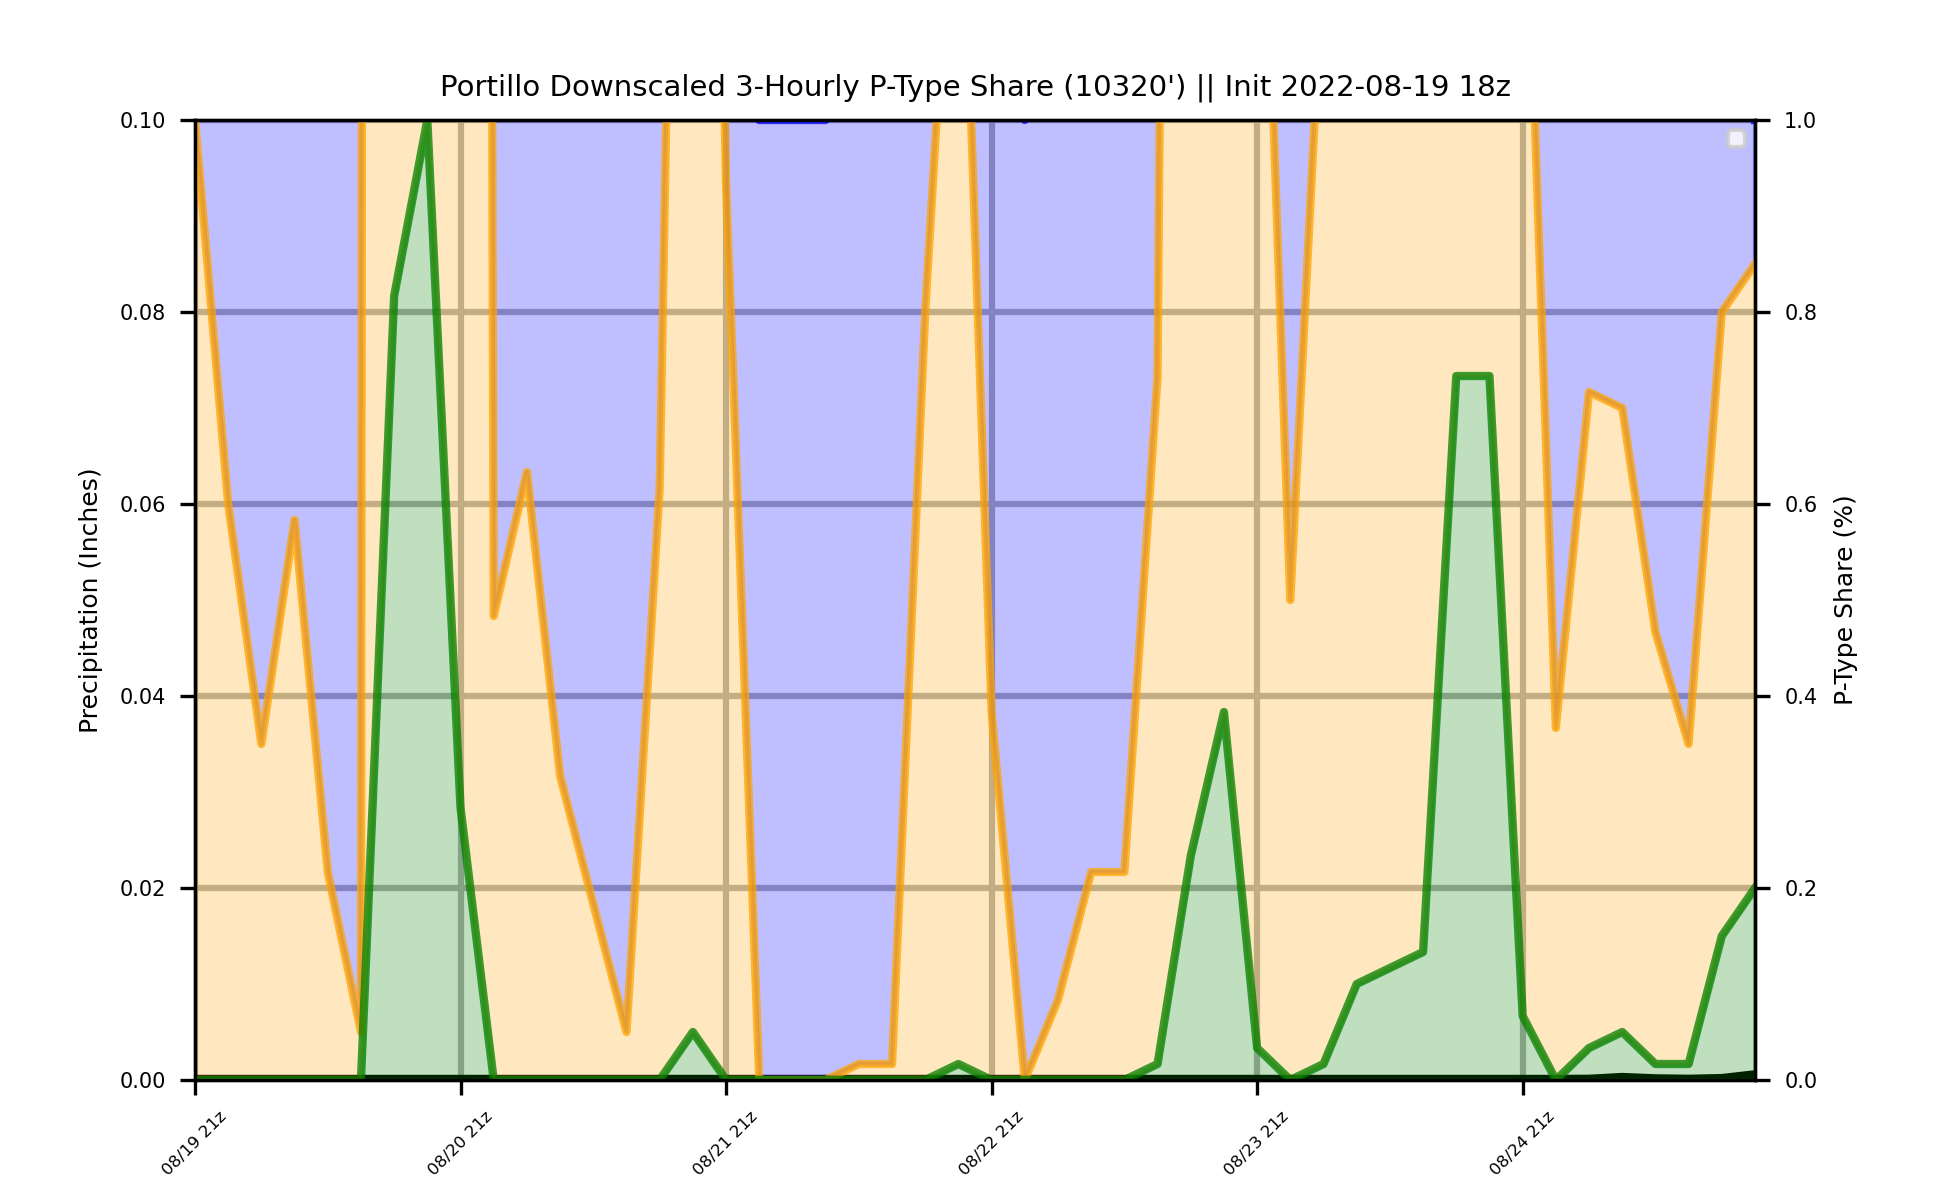 Portillo Downscaled 3-Hourly P-Type Share (10320') || Init 2022-08-19 18z
0.10
0.08
0.06
0.04
0.02
0.00
Precipitation (Inches)
1.0
0.8
0.6
0.4
0.2
0.0
P-Type Share (%)
08/19 21z
08/20 21z
08/21 21z
08/22 21z
08/23 21z
08/24 21z